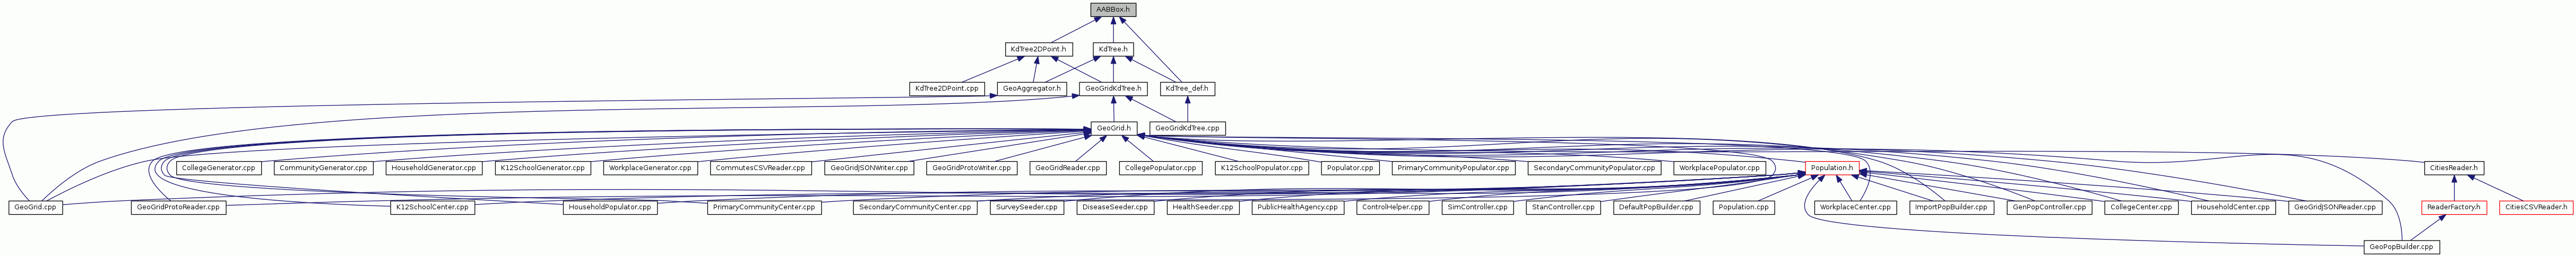 AABBox.h
KdTree2DPoint.h
KdTree.h
KdTree2DPoint.cpp
GeoAggregator.h
GeoGridKdTree.h
KdTree_def.h
GeoGrid.h
GeoGridKdTree.cpp
CollegeGenerator.cpp
CommunityGenerator.cpp
HouseholdGenerator.cpp
K12SchoolGenerator.cpp
WorkplaceGenerator.cpp
CommutesCSVReader.cpp
GeoGridJSONWriter.cpp
GeoGridProtoWriter.cpp
GeoGridReader.cpp
CollegePopulator.cpp
K12SchoolPopulator.cpp
Populator.cpp
PrimaryCommunityPopulator.cpp
SecondaryCommunityPopulator.cpp
WorkplacePopulator.cpp
Population.h
CitiesReader.h
GeoGrid.cpp
GeoGridProtoReader.cpp
K12SchoolCenter.cpp
HouseholdPopulator.cpp
PrimaryCommunityCenter.cpp
SecondaryCommunityCenter.cpp
SurveySeeder.cpp
DiseaseSeeder.cpp
HealthSeeder.cpp
PublicHealthAgency.cpp
ControlHelper.cpp
SimController.cpp
StanController.cpp
DefaultPopBuilder.cpp
Population.cpp
WorkplaceCenter.cpp
ImportPopBuilder.cpp
GenPopController.cpp
CollegeCenter.cpp
HouseholdCenter.cpp
GeoGridJSONReader.cpp
ReaderFactory.h
CitiesCSVReader.h
GeoPopBuilder.cpp